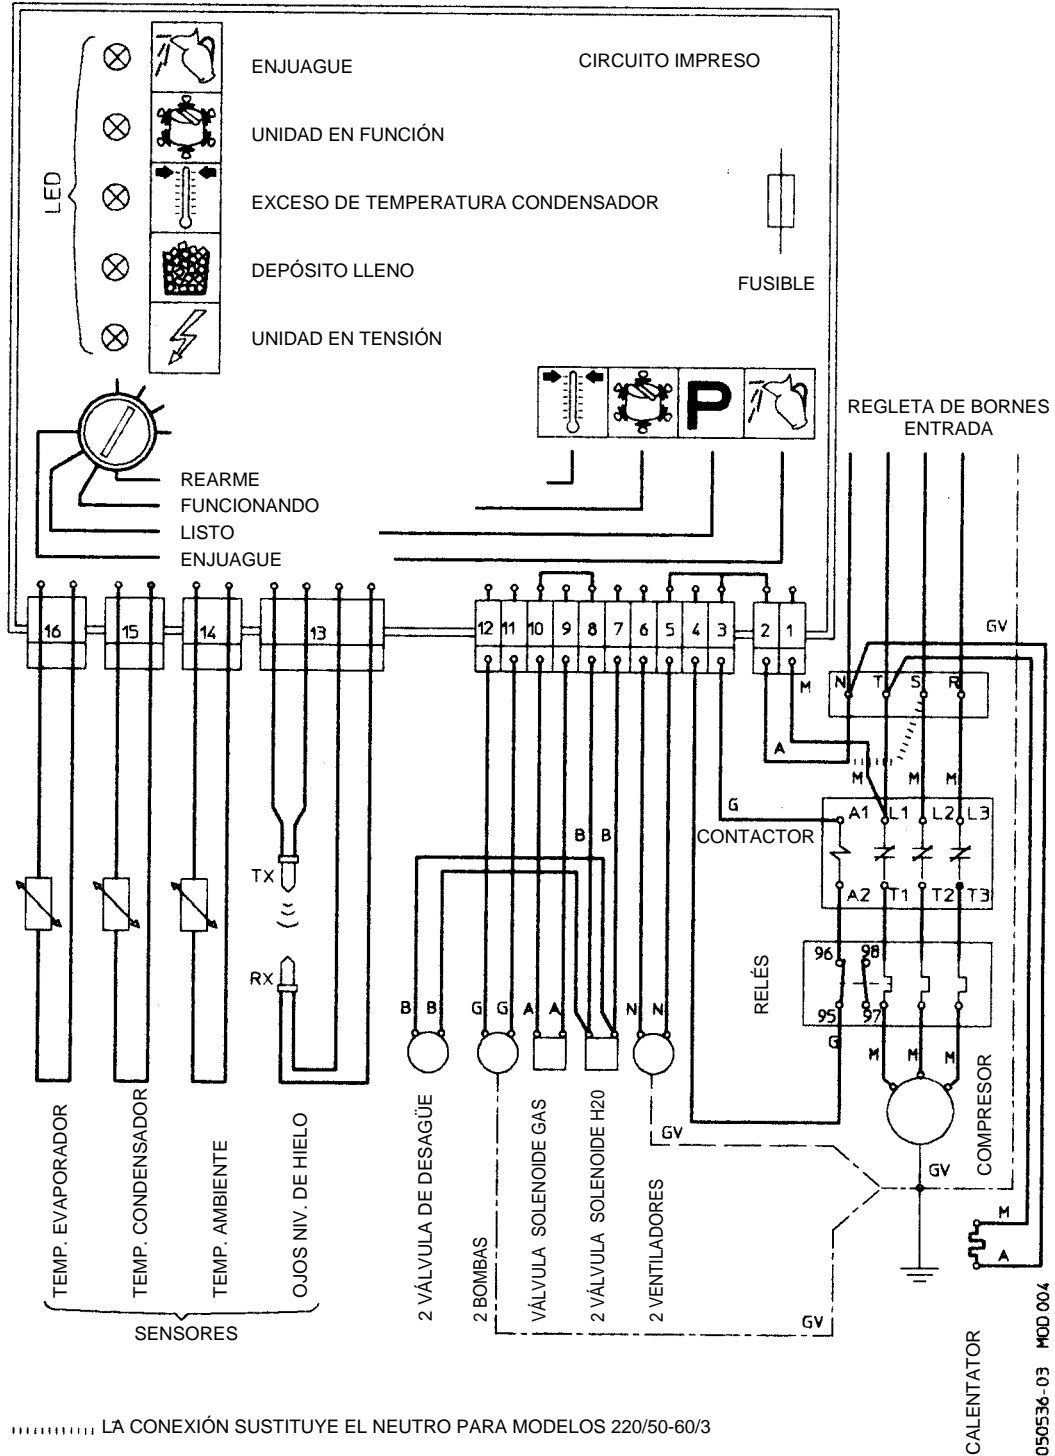 CIRCUITO IMPRESO
LED
ENJUAGUE
UNIDAD EN FUNCIÓN
EXCESO DE TEMPERATURA CONDENSADOR
DEPÓSITO LLENO
UNIDAD EN TENSIÓN
FUSIBLE
P
REGLETA DE BORNES
ENTRADA
REARME
FUNCIONANDO
LISTO
ENJUAGUE
16
15
14
13
12 11 10 9 8 7 6 5 4 3 2 1
GV
N T S R
M
A
M M M
G
A1 L1 L2 L3
CONTACTOR
A2 T1 T2 T3
B B
TX
RX
96 98
RELÉS
95 97
G
M M M
B B G G A A N N
COMPRESOR
GV
GV
GV
M
A
TEMP. EVAPORADOR
TEMP. CONDENSADOR
TEMP. AMBIENTE
OJOS NIV. DE HIELO
SENSORES
2 VÁLVULA DE DESAGÜE
2 BOMBAS
VÁLVULA SOLENOIDE GAS
2 VÁLVULA SOLENOIDE H20
2 VENTILADORES
CALENTATOR
050536-03 MOD.004
LA CONEXIÓN SUSTITUYE EL NEUTRO PARA MODELOS 220/50-60/3